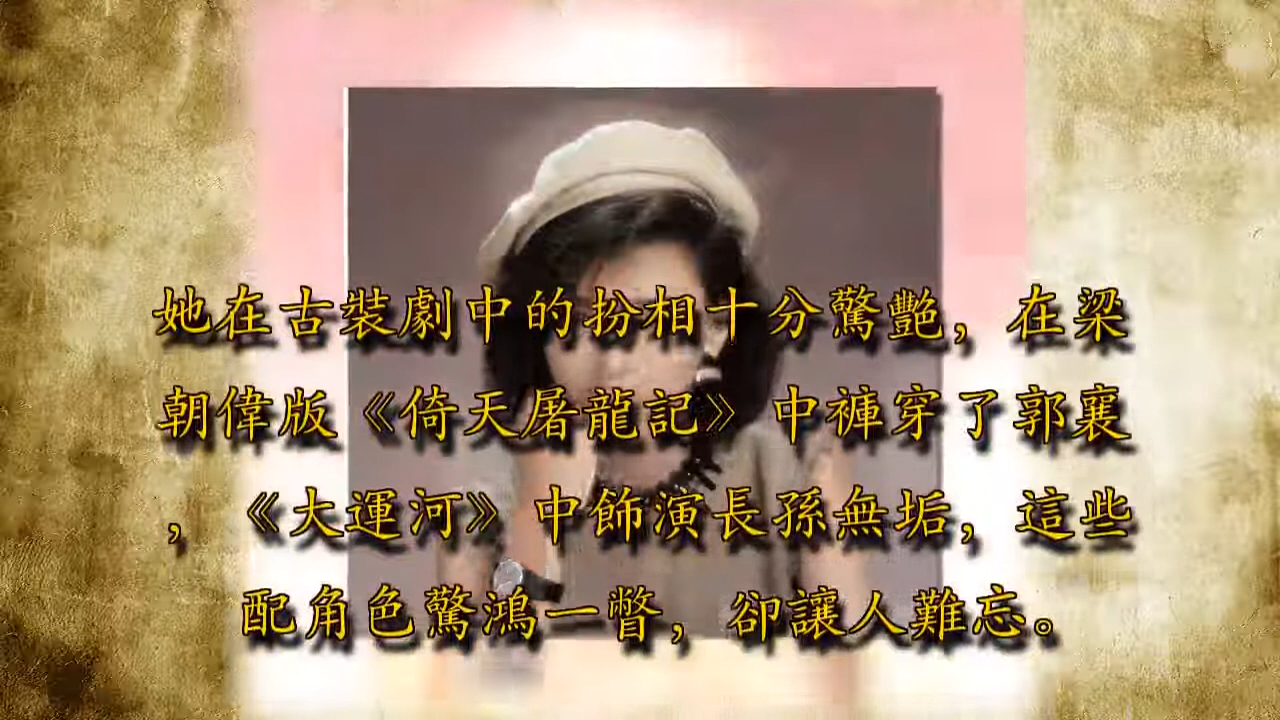 她在古裝劇中的扮相十分驚艷，在梁
朝偉版《倚天屠龍記》中褲穿了郭襄
，《大運河》中飾演長孫無垢，這些
配角色驚鴻一瞥，卻讓人難忘。